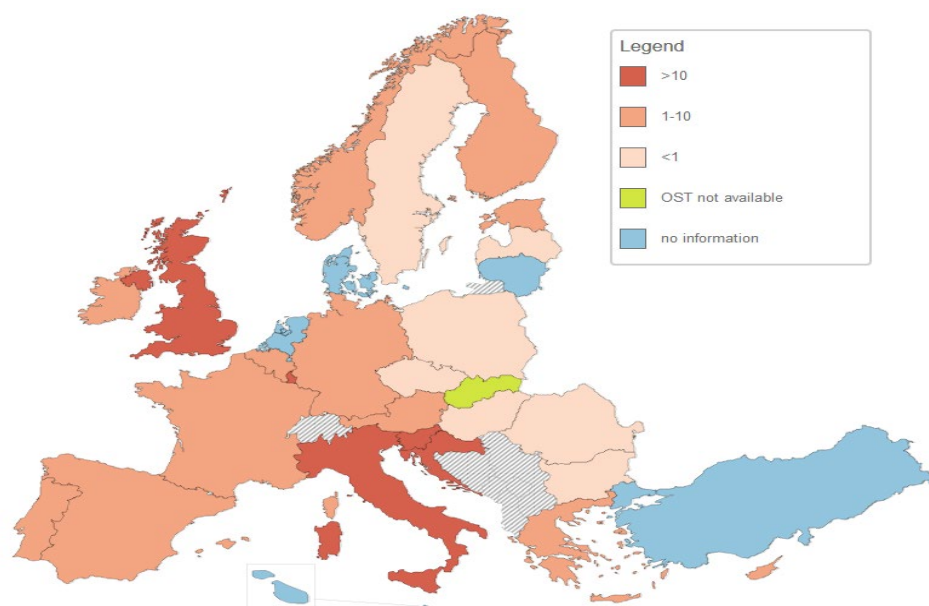 Legend
>10
1-10
<1
OST not available
no information